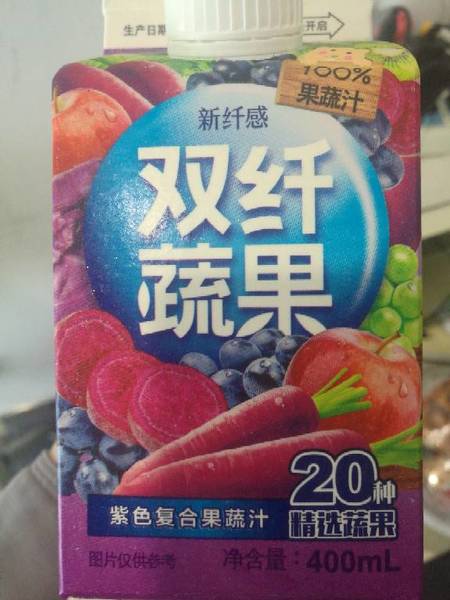 生产日期
开启
100%
果蔬汁
新纤感
双纤
蔬果
20种
精选蔬果
紫色复合果蔬汁
图片仅供参考
净含量：400mL